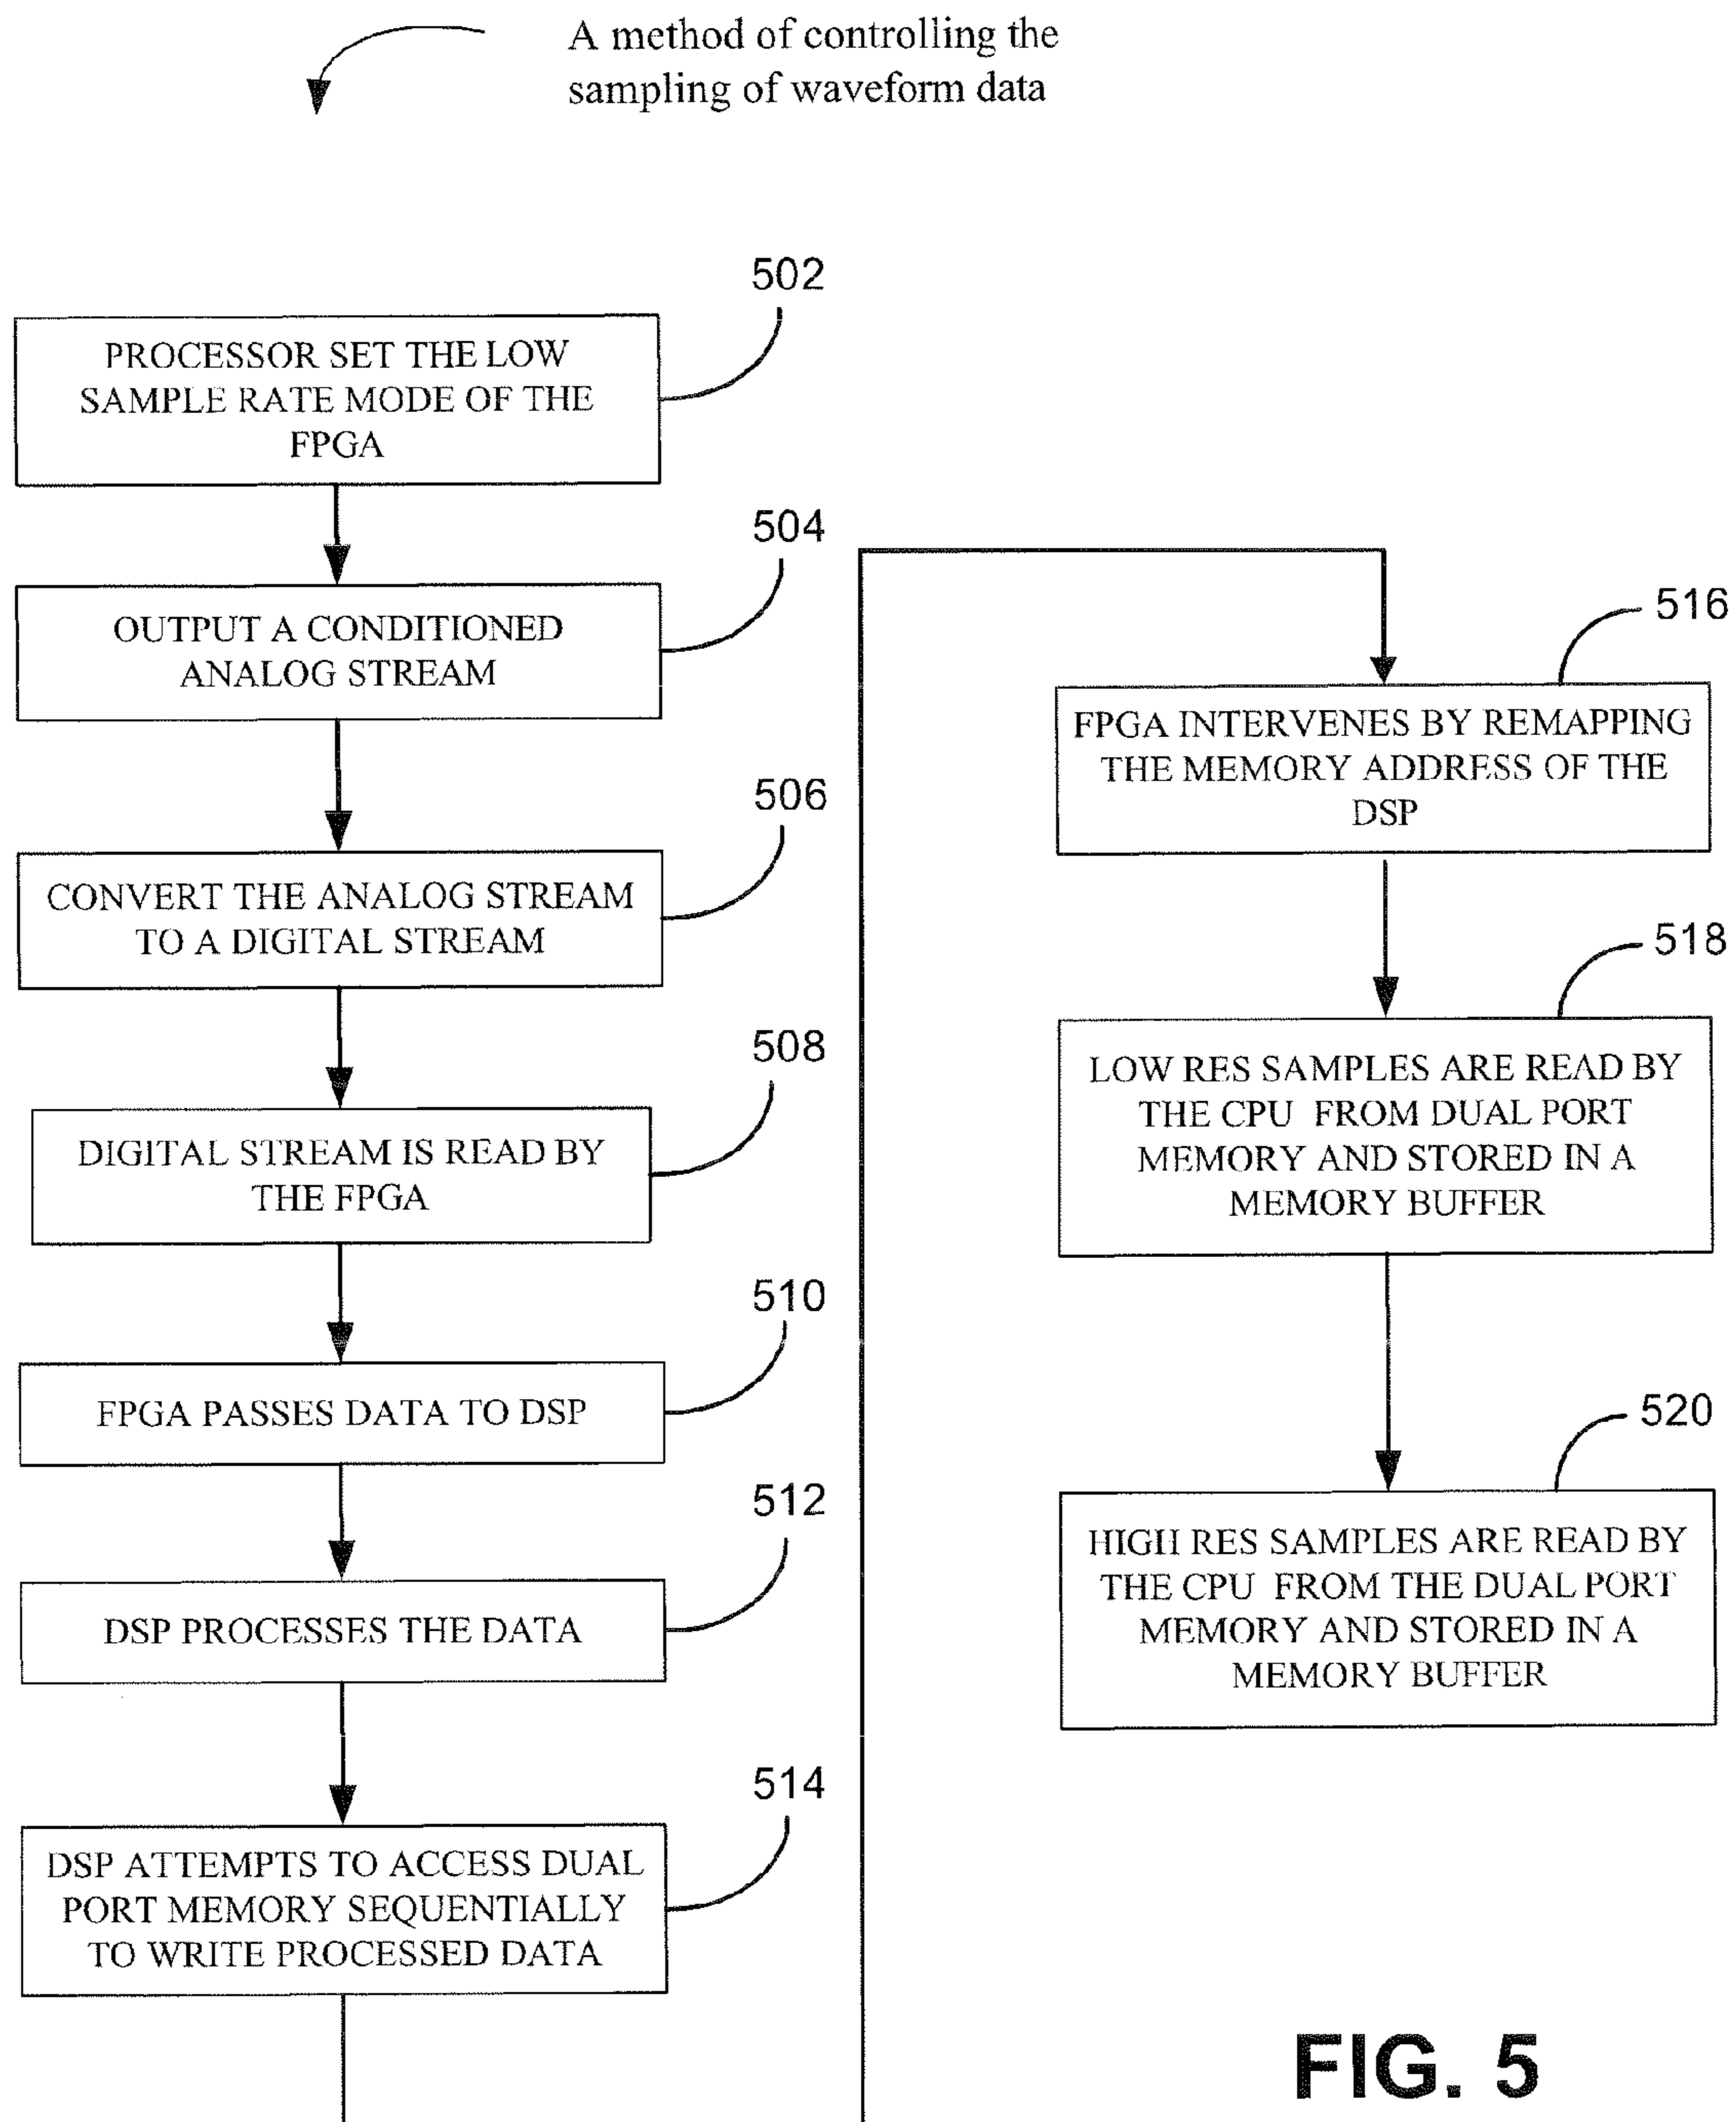 A method of controlling the
sampling of waveform data
502
PROCESSOR SET THE LOW
SAMPLE RATE MODE OF THE
FPGA
504
OUTPUT A CONDITIONED
ANALOG STREAM
506
CONVERT THE ANALOG STREAM
TO A DIGITAL STREAM
508
DIGITAL STREAM IS READ BY
THE FPGA
510
FPGA PASSES DATA TO DSP
512
DSP PROCESSES THE DATA
514
DSP ATTEMPTS TO ACCESS DUAL
PORT MEMORY SEQUENTIALLY
TO WRITE PROCESSED DATA
516
FPGA INTERVENES BY REMAPPING
THE MEMORY ADDRESS OF THE
DSP
518
LOW RES SAMPLES ARE READ BY
THE CPU FROM DUAL PORT
MEMORY AND STORED IN A
MEMORY BUFFER
520
HIGH RES SAMPLES ARE READ BY
THE CPU FROM THE DUAL PORT
MEMORY AND STORED IN A
MEMORY BUFFER
FIG. 5